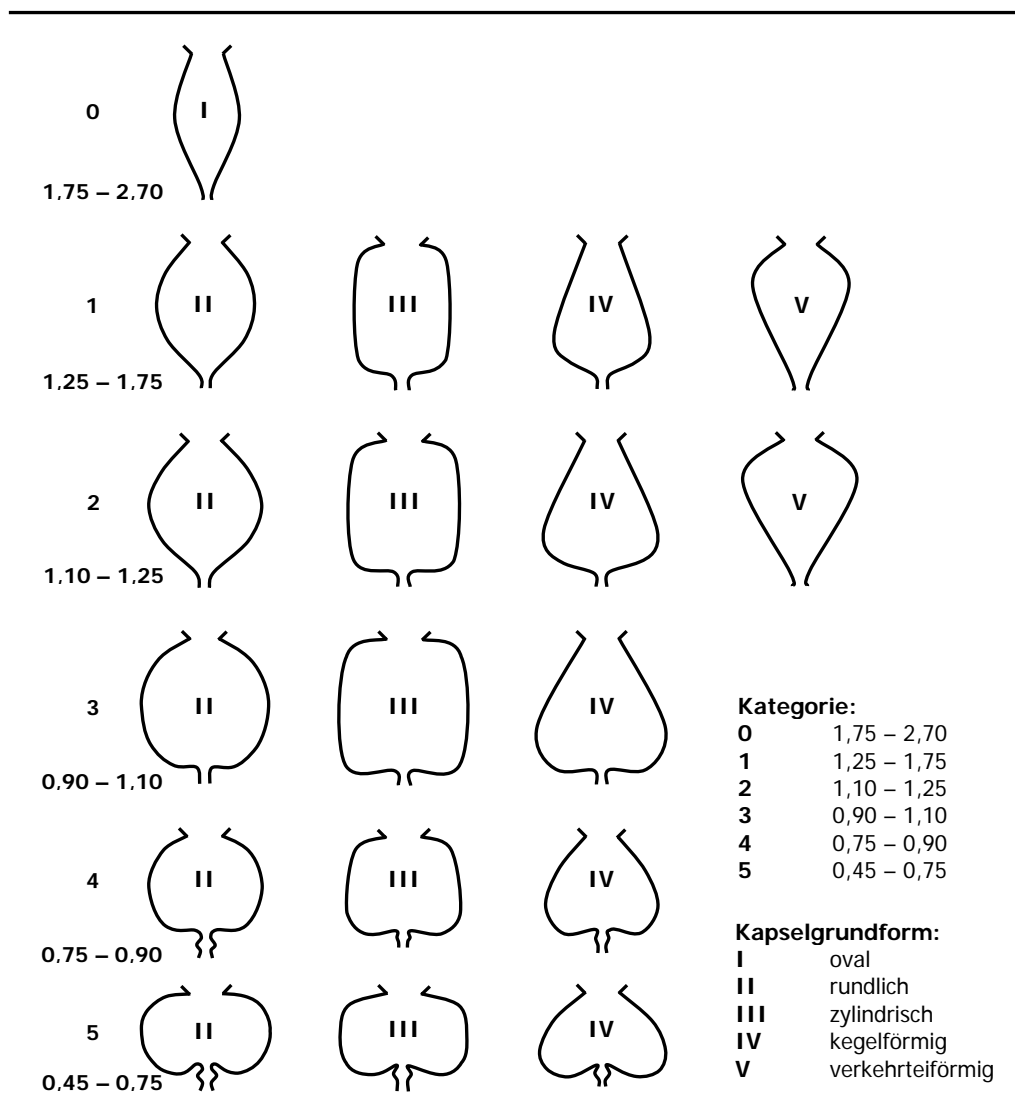 0 I
1,75 – 2,70
1 II III IV V
1,25 – 1,75
2 II III IV V
1,10 – 1,25
3 II III IV
0,90 – 1,10
4 II III IV
0,75 – 0,90
5 II III IV
0,45 – 0,75
Kategorie:
0 1,75 – 2,70
1 1,25 – 1,75
2 1,10 – 1,25
3 0,90 – 1,10
4 0,75 – 0,90
5 0,45 – 0,75
Kapselgrundform:
I oval
II rundlich
III zylindrisch
IV kegelförmig
V verkehrteiförmig